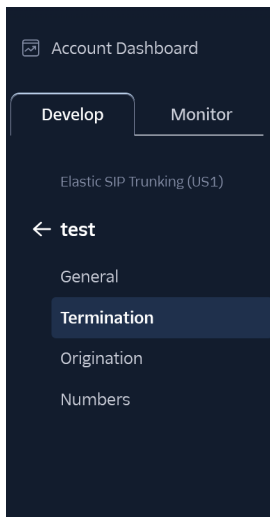 Account Dashboard
Develop
Monitor
Elastic SIP Trunking (US1)
test
General
Termination
Origination
Numbers